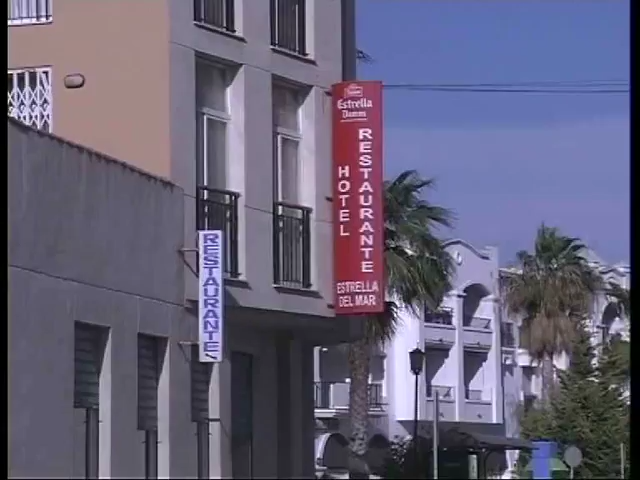 Estrella
Damm
HOTEL
RESTAURANTE
ESTRELLA
DEL MAR
RESTAURANTE